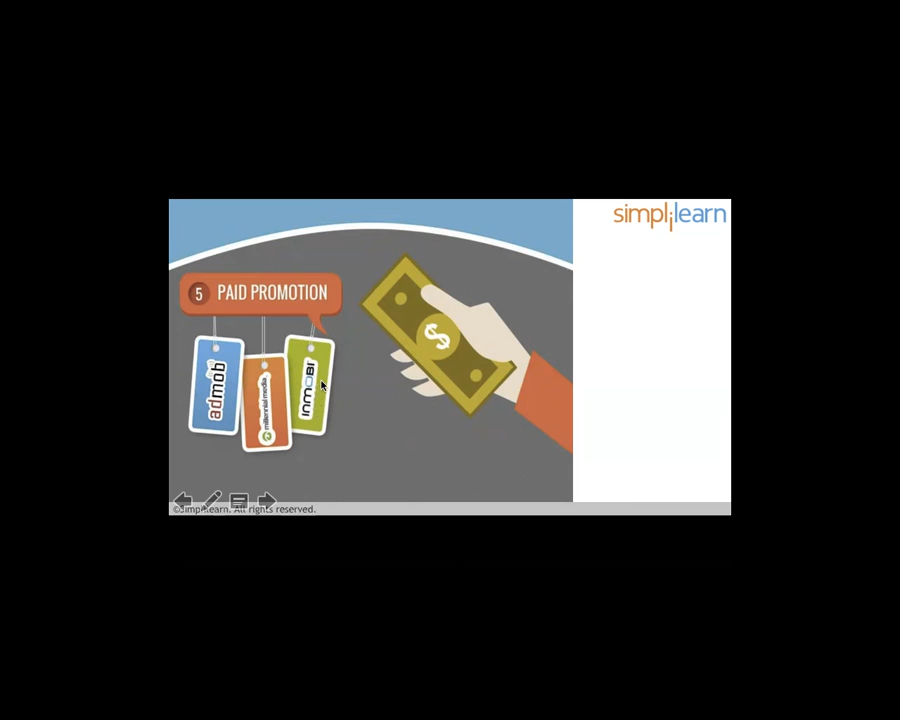 simplilearn
5 PAID PROMOTION
admob
millennial media
INMOBI
$
©Simplilearn. All rights reserved.